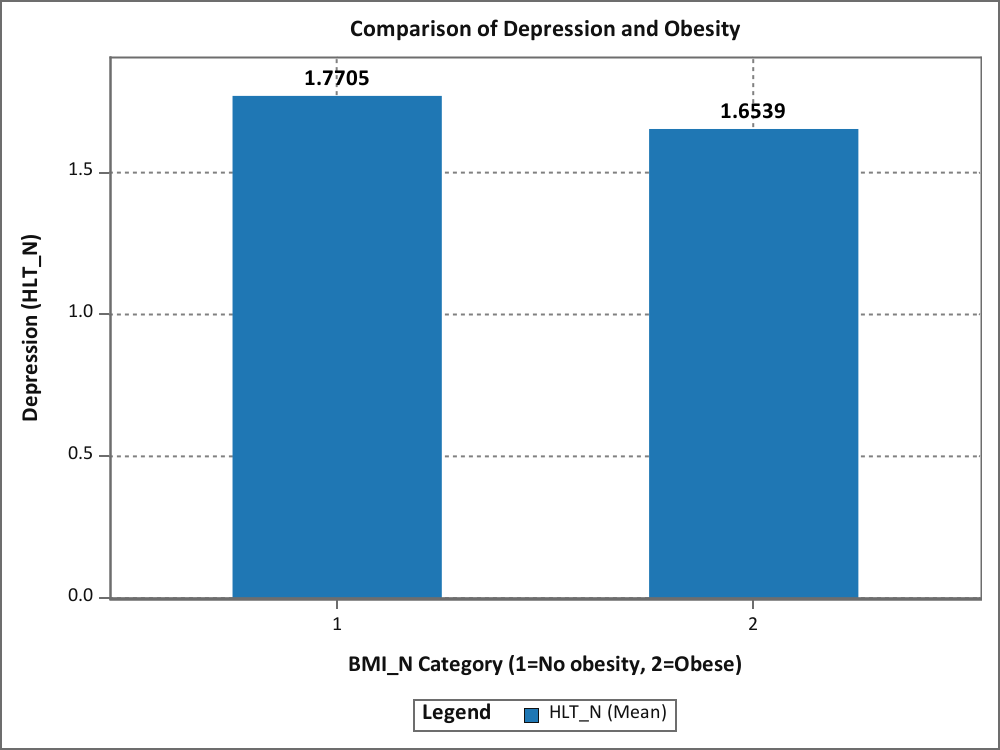 Comparison of Depression and Obesity
1.7705
1.6539
1.5
1.0
0.5
0.0
Depression (HLT_N)
1
2
BMI_N Category (1=No obesity, 2=Obese)
Legend HLT_N (Mean)